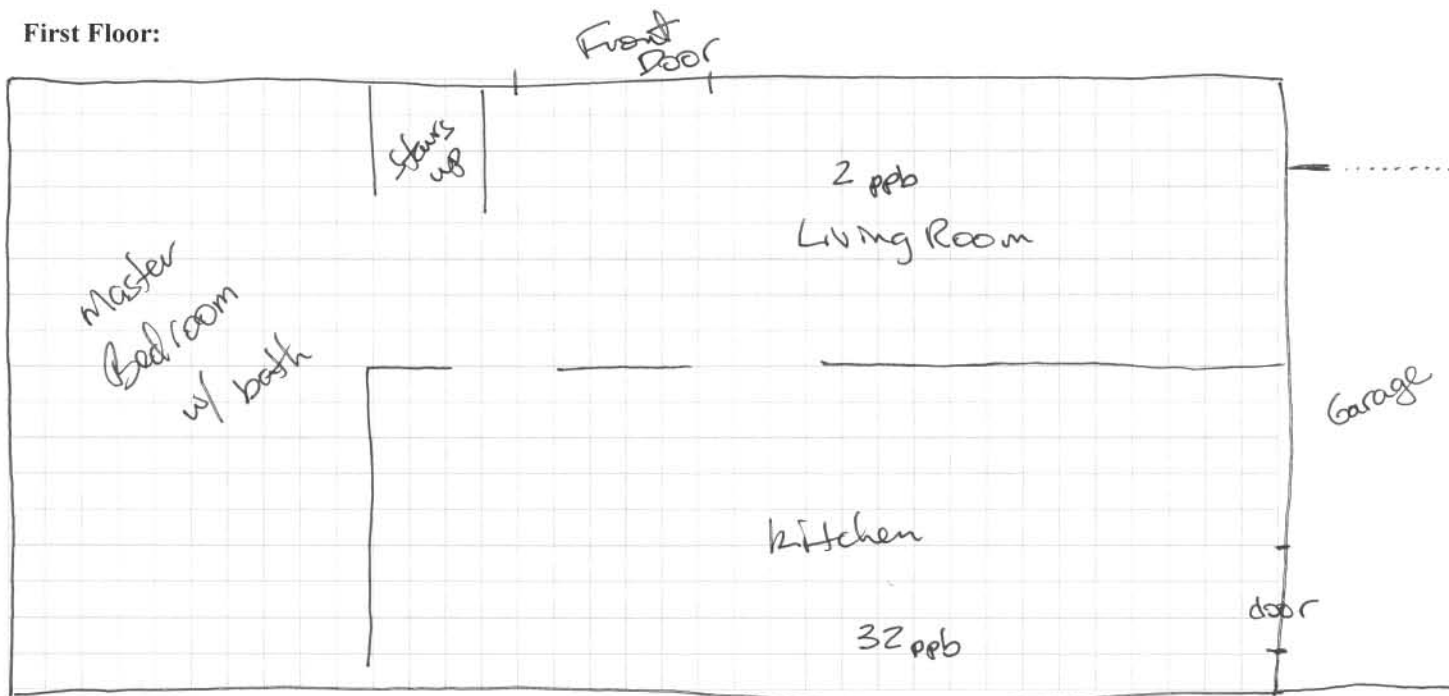 First Floor:
Front
Door
stairs
up
2 ppb
Living Room
Master
Bedroom
w/ bath
Garage
kitchen
door
32 ppb